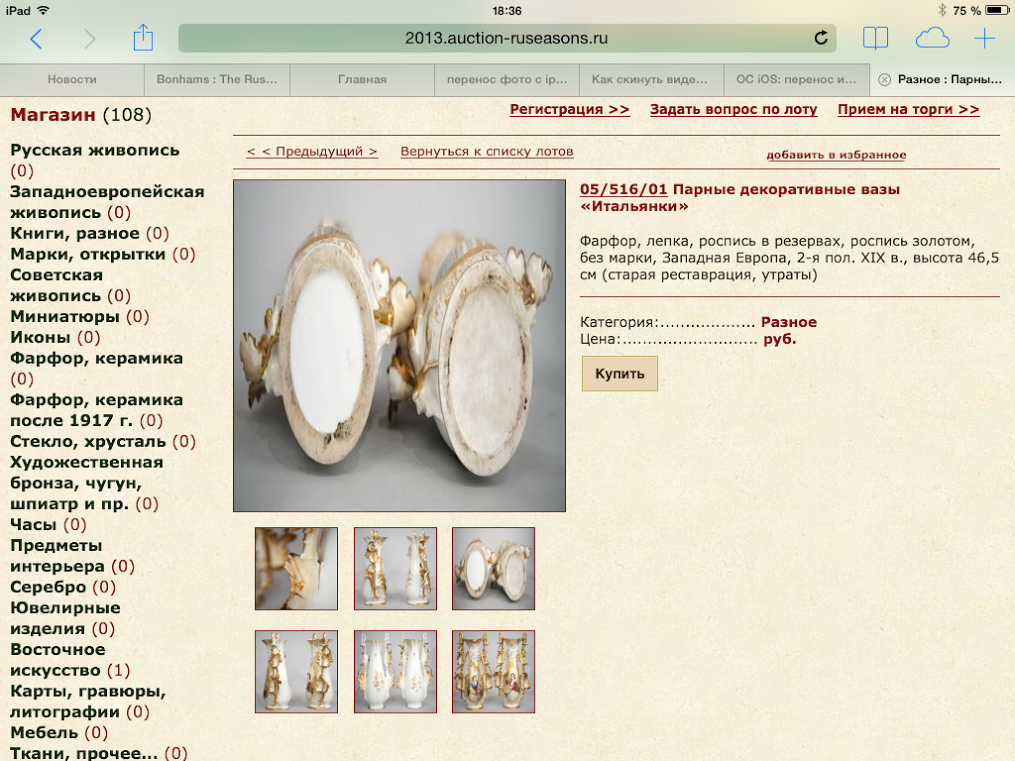 iPad
18:36
75 %
2013.auction-ruseasons.ru
Новости
Bonhams : The Rus...
Главная
перенос фото с ip...
Как скинуть виде...
ОС iOS: перенос и...
Разное : Парны...
Магазин (108)
Регистрация >>
Задать вопрос по лоту
Прием на торги >>
Русская живопись
(0)
Западноевропейская
живопись (0)
Книги, разное (0)
Марки, открытки (0)
Советская
живопись (0)
Миниатюры (0)
Иконы (0)
Фарфор, керамика
(0)
Фарфор, керамика
после 1917 г. (0)
Стекло, хрусталь (0)
Художественная
бронза, чугун,
шпиатр и пр. (0)
Часы (0)
Предметы
интерьера (0)
Серебро (0)
Ювелирные
изделия (0)
Восточное
искусство (1)
Карты, гравюры,
литографии (0)
Мебель (0)
Ткани, прочее... (0)
< < Предыдущий >
Вернуться к списку лотов
добавить в избранное
05/516/01 Парные декоративные вазы
«Итальянки»
Фарфор, лепка, роспись в резервах, роспись золотом,
без марки, Западная Европа, 2-я пол. XIX в., высота 46,5
см (старая реставрация, утраты)
Категория:................... Разное
Цена:........................... руб.
Купить